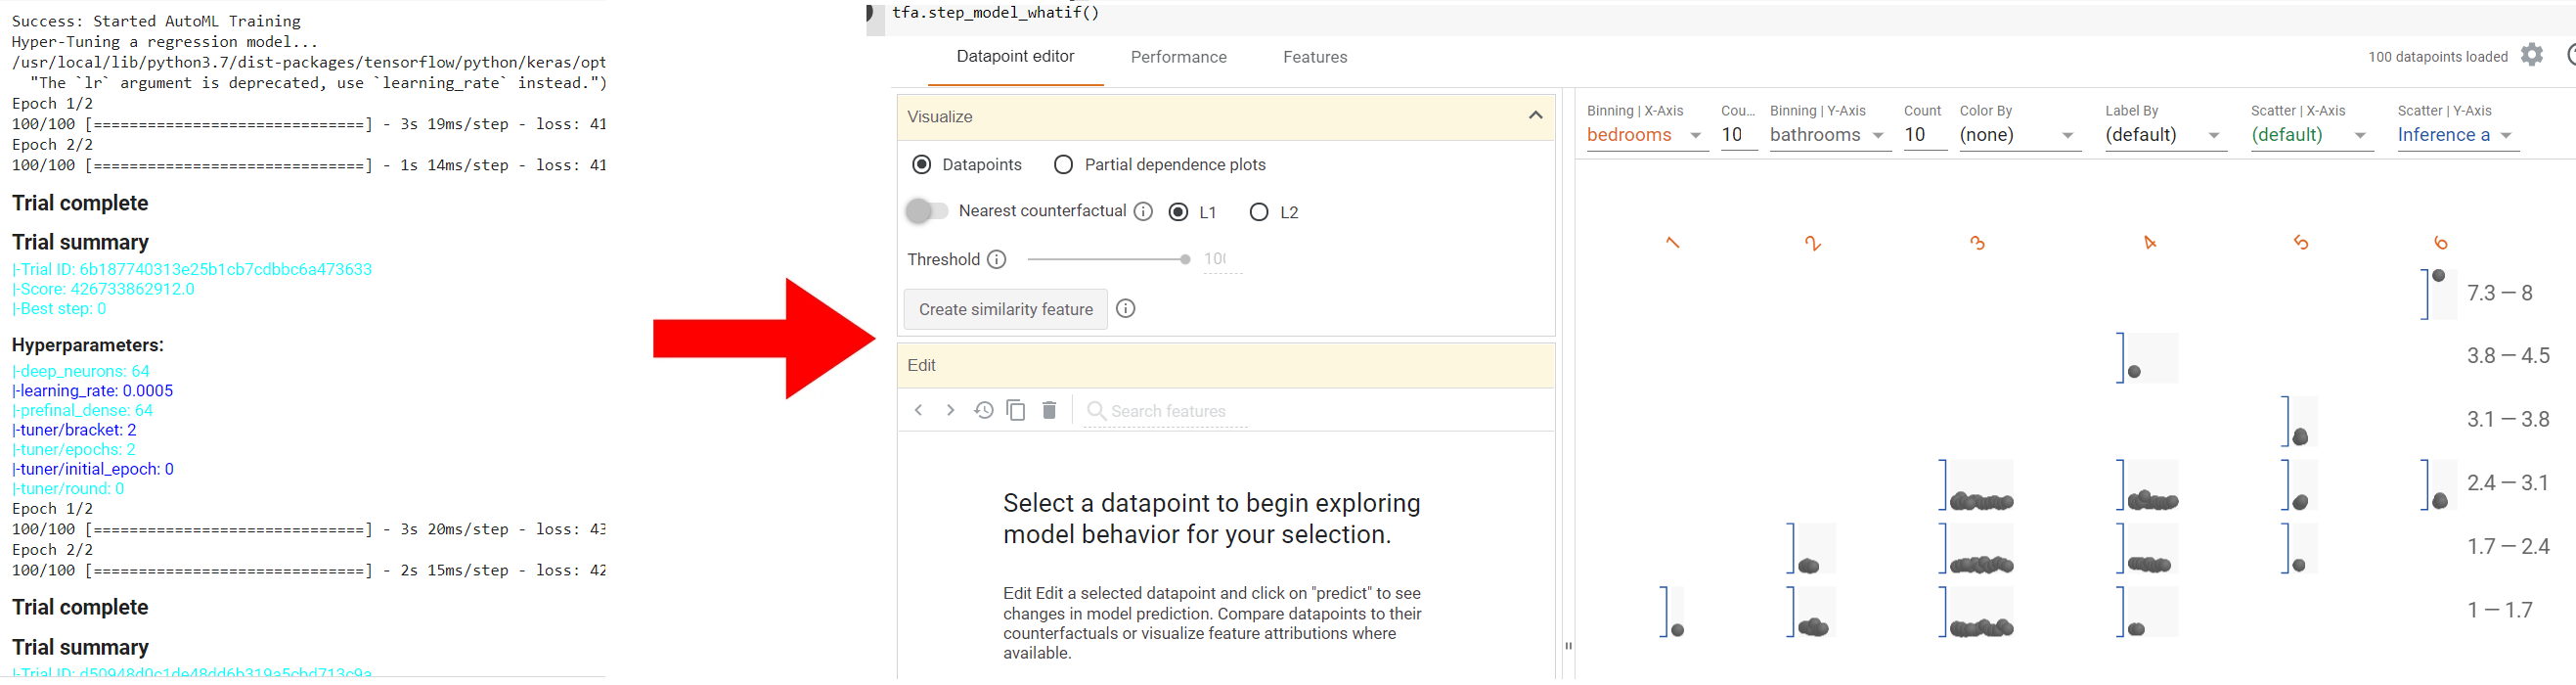 Success: Started AutoML Training
Hyper-Tuning a regression model...
/usr/local/lib/python3.7/dist-packages/tensorflow/python/keras/opt
"The `lr` argument is deprecated, use `learning_rate` instead.")
Epoch 1/2
100/100 [==============================] - 3s 19ms/step - loss: 41
Epoch 2/2
100/100 [==============================] - 1s 14ms/step - loss: 41
Trial complete
Trial summary
|-Trial ID: 6b187740313e25b1cb7cdbbc6a473633
|-Score: 426733862912.0
|-Best step: 0
Hyperparameters:
|-deep_neurons: 64
|-learning_rate: 0.0005
|-prefinal_dense: 64
|-tuner/bracket: 2
|-tuner/epochs: 2
|-tuner/initial_epoch: 0
|-tuner/round: 0
Epoch 1/2
100/100 [==============================] - 3s 20ms/step - loss: 43
Epoch 2/2
100/100 [==============================] - 2s 15ms/step - loss: 42
Trial complete
Trial summary
|-Trial ID: d50948d0c1de48dd6b319a5cbd713c9a
tfa.step_model_whatif()
Datapoint editor Performance Features
100 datapoints loaded
Visualize
Datapoints Partial dependence plots
Nearest counterfactual L1 L2
Threshold 100
Create similarity feature
Edit
Search features
Select a datapoint to begin exploring
model behavior for your selection.
Edit Edit a selected datapoint and click on "predict" to see
changes in model prediction. Compare datapoints to their
counterfactuals or visualize feature attributions where
available.
Binning | X-Axis Cou... Binning | Y-Axis Count Color By Label By Scatter | X-Axis Scatter | Y-Axis
bedrooms 10 bathrooms 10 (none) (default) (default) Inference a
1 2 3 4 5 6
7.3 – 8
3.8 – 4.5
3.1 – 3.8
2.4 – 3.1
1.7 – 2.4
1 – 1.7